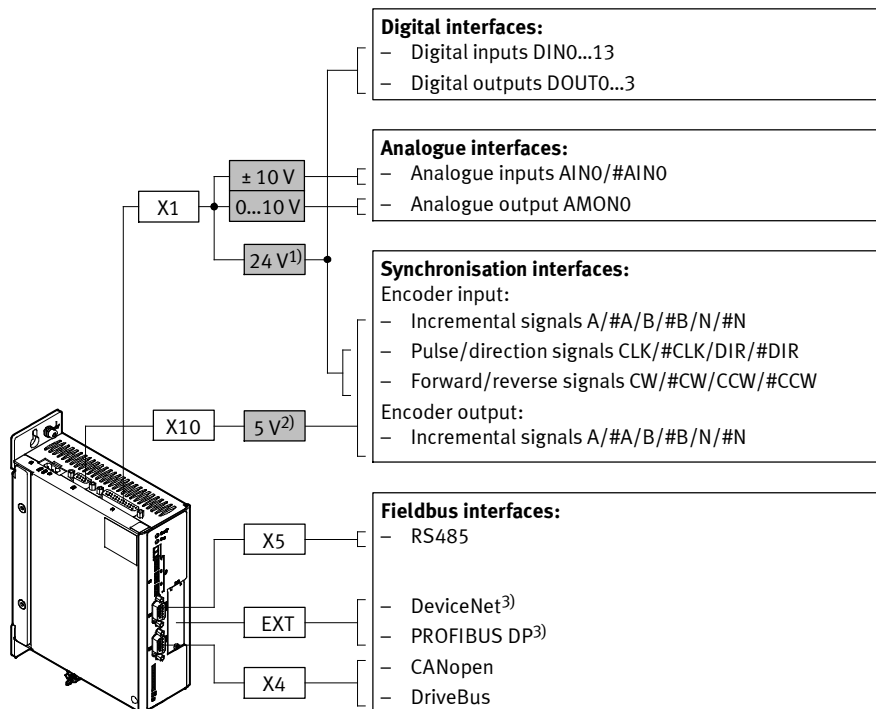 Digital interfaces:
– Digital inputs DIN0...13
– Digital outputs DOUT0...3
Analogue interfaces:
± 10 V
– Analogue inputs AIN0/#AIN0
X1
0...10 V
– Analogue output AMON0
24 V1)
Synchronisation interfaces:
Encoder input:
– Incremental signals A/#A/B/#B/N/#N
– Pulse/direction signals CLK/#CLK/DIR/#DIR
– Forward/reverse signals CW/#CW/CCW/#CCW
Encoder output:
X10
5 V2)
– Incremental signals A/#A/B/#B/N/#N
Fieldbus interfaces:
X5
– RS485
– DeviceNet3)
EXT
– PROFIBUS DP3)
– CANopen
X4
– DriveBus